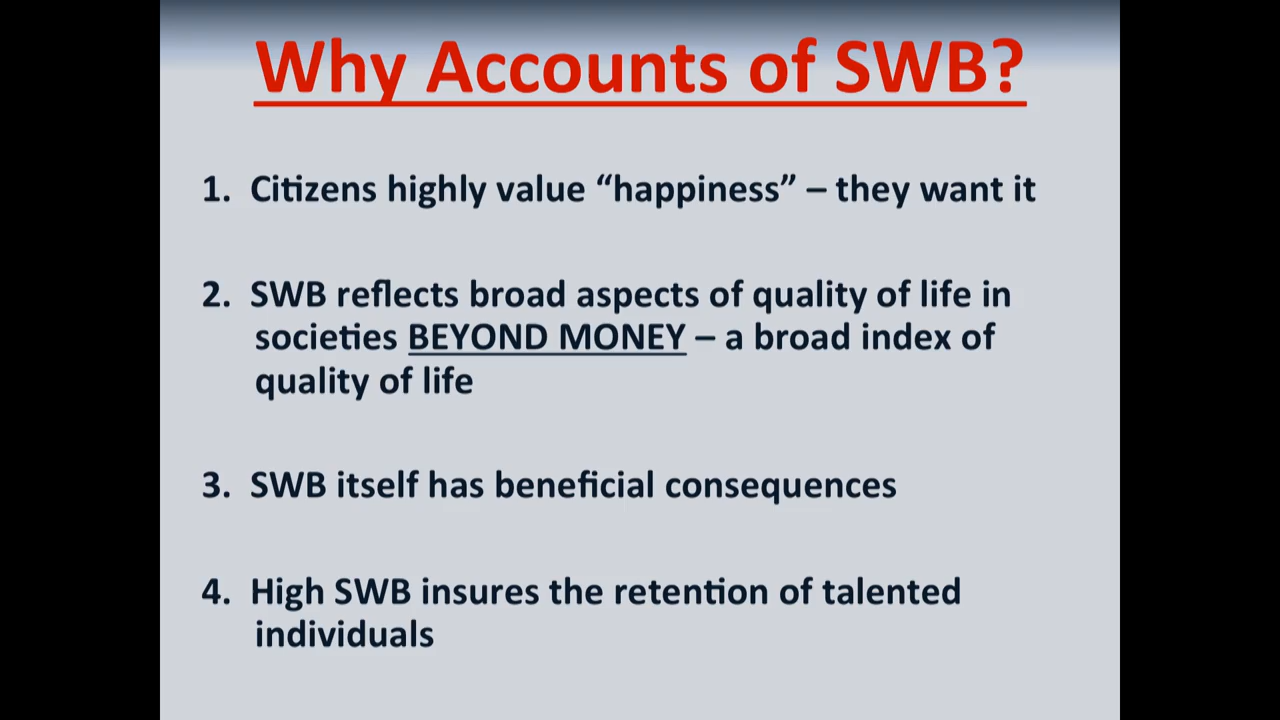 Why Accounts of SWB?
1. Citizens highly value “happiness” – they want it
2. SWB reflects broad aspects of quality of life in
societies BEYOND MONEY – a broad index of
quality of life
3. SWB itself has beneficial consequences
4. High SWB insures the retention of talented
individuals